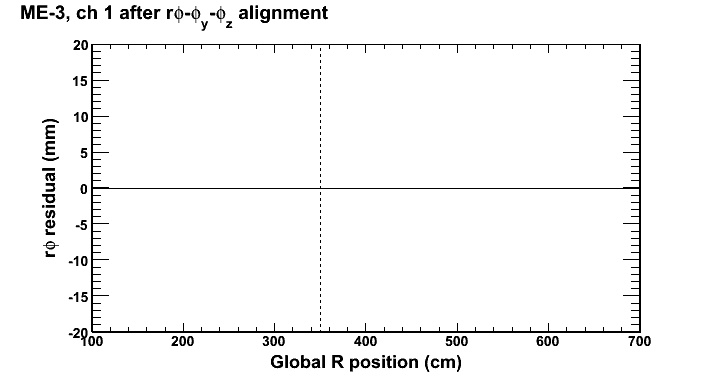 ME-3, ch 1 after rϕ-ϕy-ϕz alignment
20
15
10
5
0
-5
-10
-15
-20
rϕ residual (mm)
100 200 300 400 500 600 700
Global R position (cm)